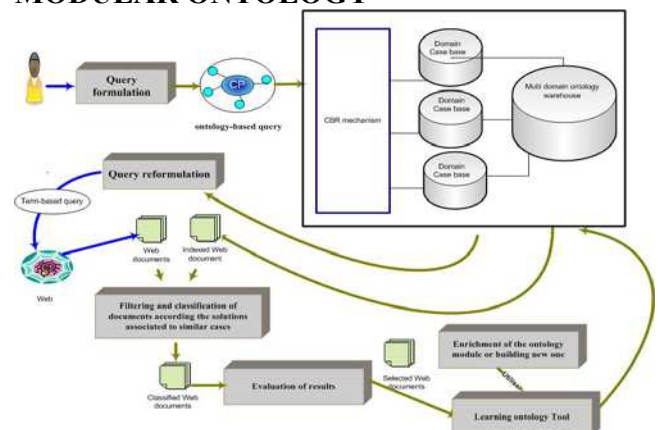 MODULAR ONTOLOGY
Query
formulation
CP
ontology-based query
CBR mechanism
Domain
Case base
Domain
Case base
Domain
Case base
Multi domain ontology
warehouse
Query reformulation
Term-based query
Web
Web
documents
Indexed Web
document
Filtering and classification of
documents according the solutions
associated to similar cases
Classified Web
documents
Evaluation of results
Selected Web
documents
Enrichment of the ontology
module or building new one
Learning ontology Tool